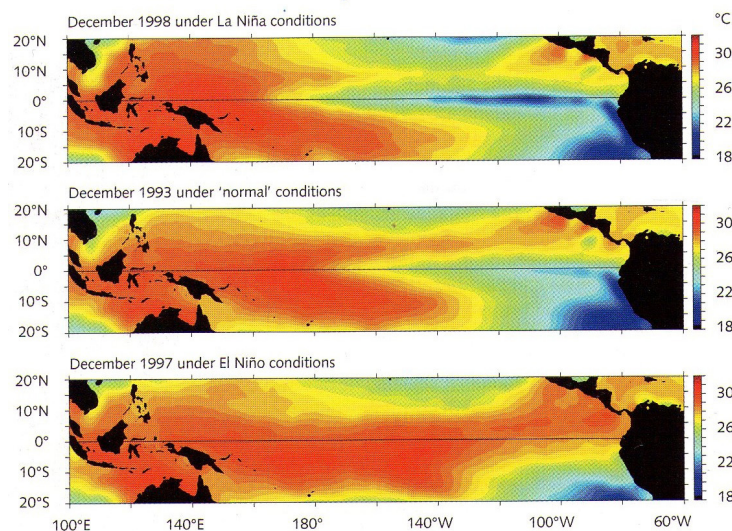 December 1998 under La Niña conditions
°C
20°N
10°N
0°
10°S
20°S
30
26
22
18
December 1993 under ‘normal’ conditions
20°N
10°N
0°
10°S
20°S
30
26
22
18
December 1997 under El Niño conditions
20°N
10°N
0°
10°S
20°S
30
26
22
18
100°E 140°E 180° 140°W 100°W 60°W